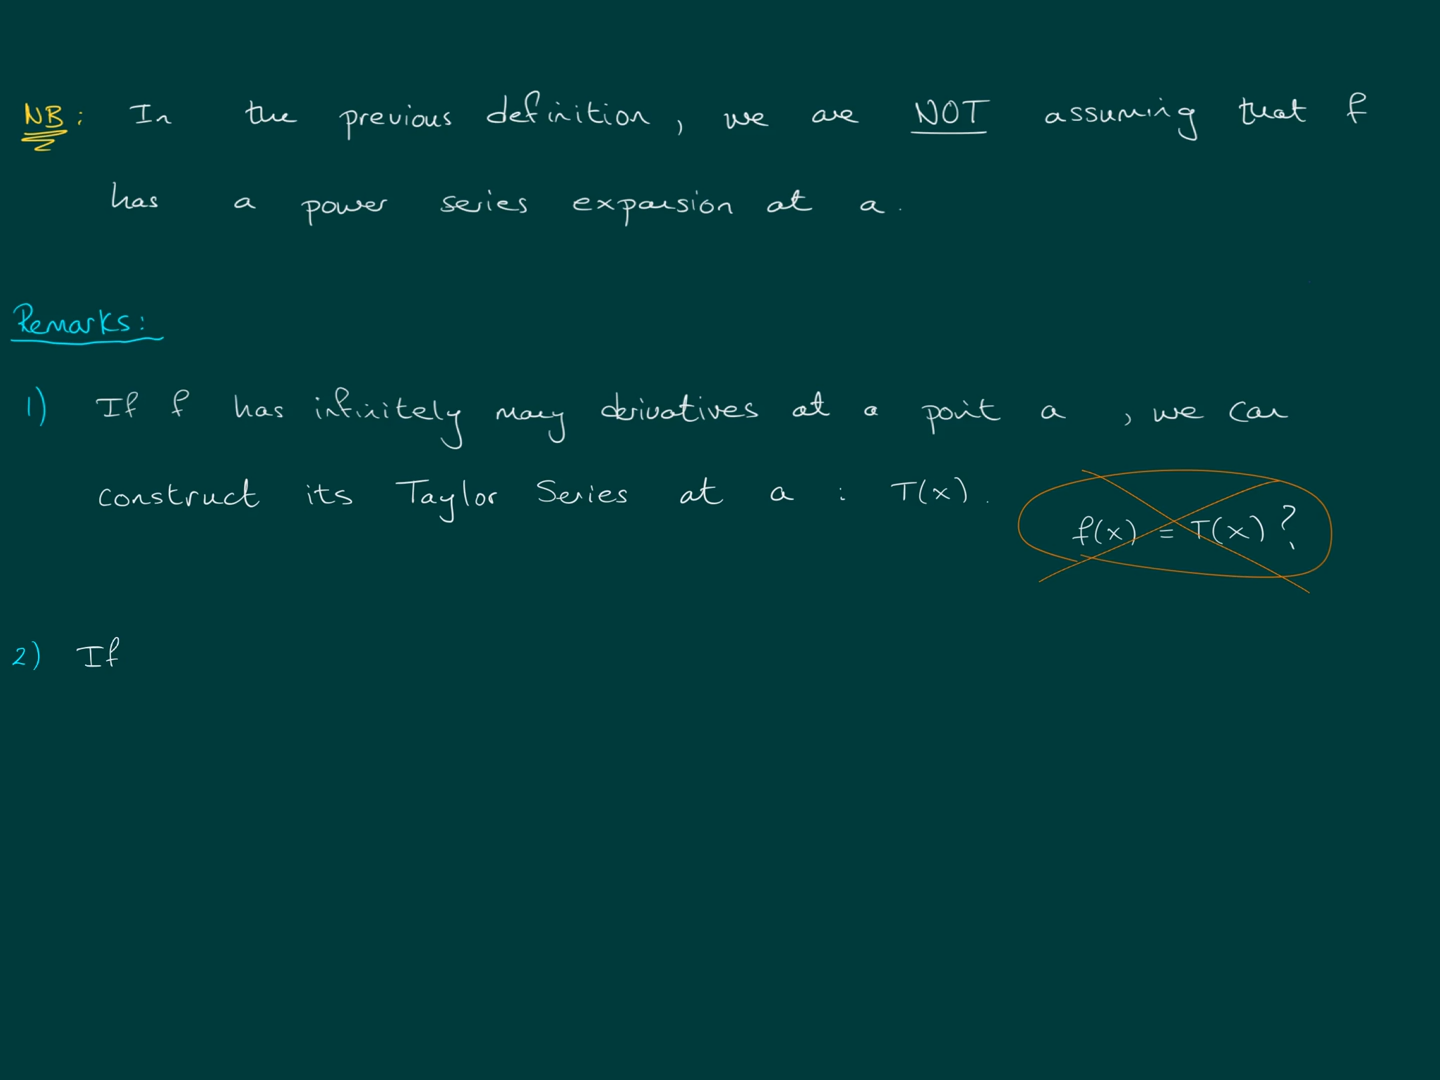 NB: In the previous definition, we are NOT assuming that f
has a power series expansion at a.
Remarks:
1) If f has infinitely many derivatives at a point a, we can
construct its Taylor Series at a: T(x).
f(x) = T(x)?
2) If